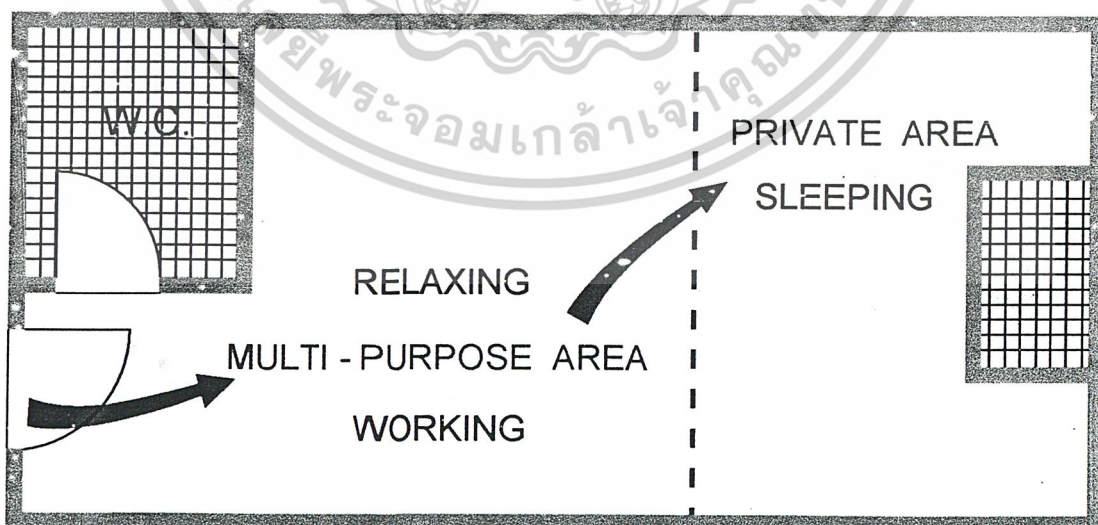 W.C.
PRIVATE AREA
SLEEPING
RELAXING
MULTI - PURPOSE AREA
WORKING
พระจอมเกล้าเจ้าคุณ